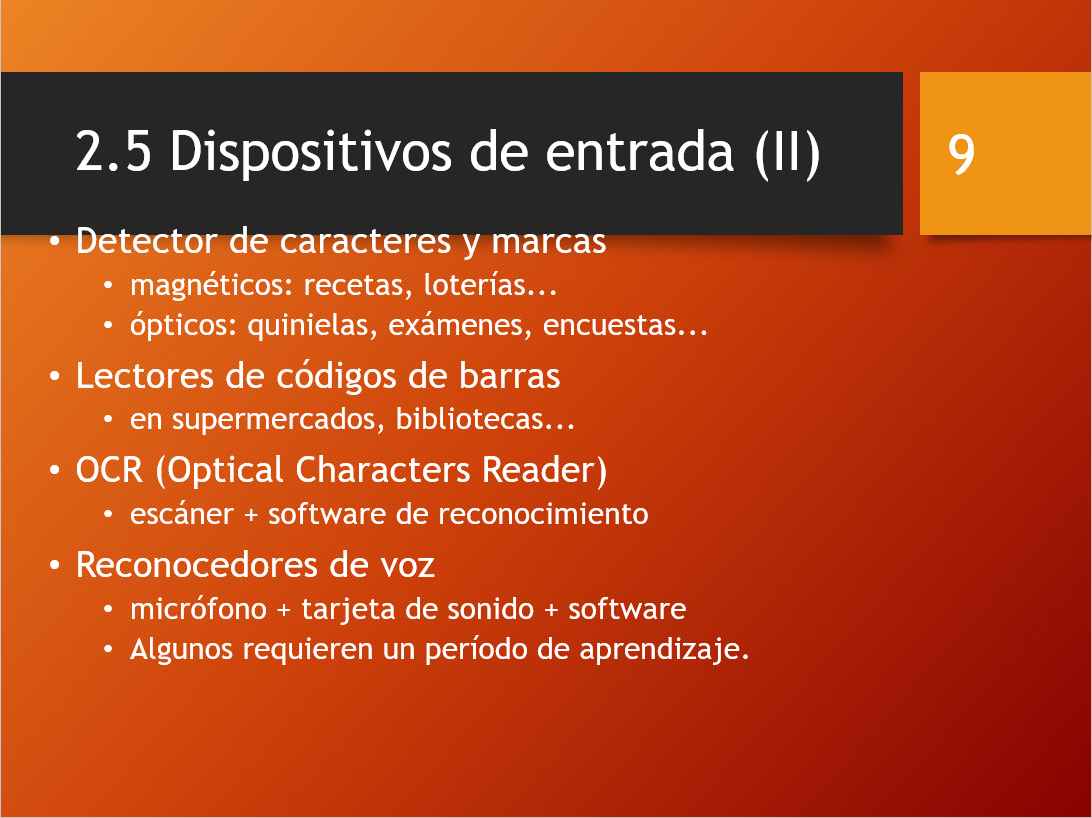 2.5 Dispositivos de entrada (II)
9
• Detector de caracteres y marcas
• magnéticos: recetas, loterías...
• ópticos: quinielas, exámenes, encuestas...
• Lectores de códigos de barras
• en supermercados, bibliotecas...
• OCR (Optical Characters Reader)
• escáner + software de reconocimiento
• Reconocedores de voz
• micrófono + tarjeta de sonido + software
• Algunos requieren un período de aprendizaje.